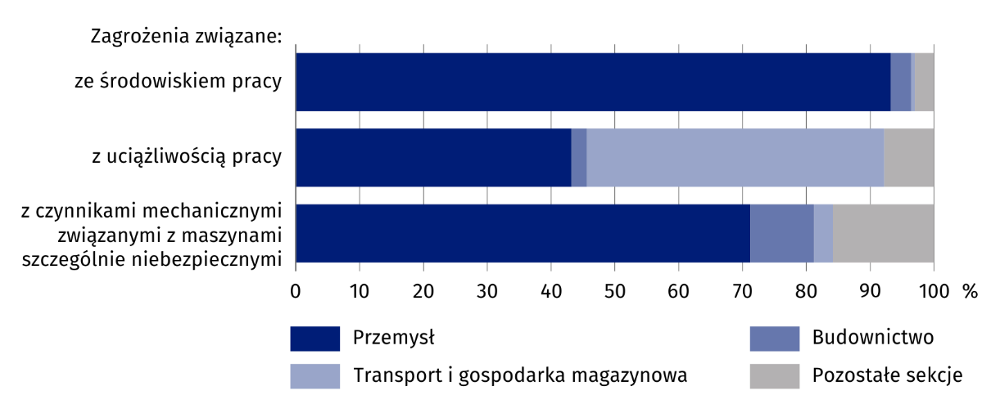 Zagrożenia związane:
ze środowiskiem pracy
z uciążliwością pracy
z czynnikami mechanicznymi
związanymi z maszynami
szczególnie niebezpiecznymi
0 10 20 30 40 50 60 70 80 90 100 %
Przemysł
Budownictwo
Transport i gospodarka magazynowa
Pozostałe sekcje